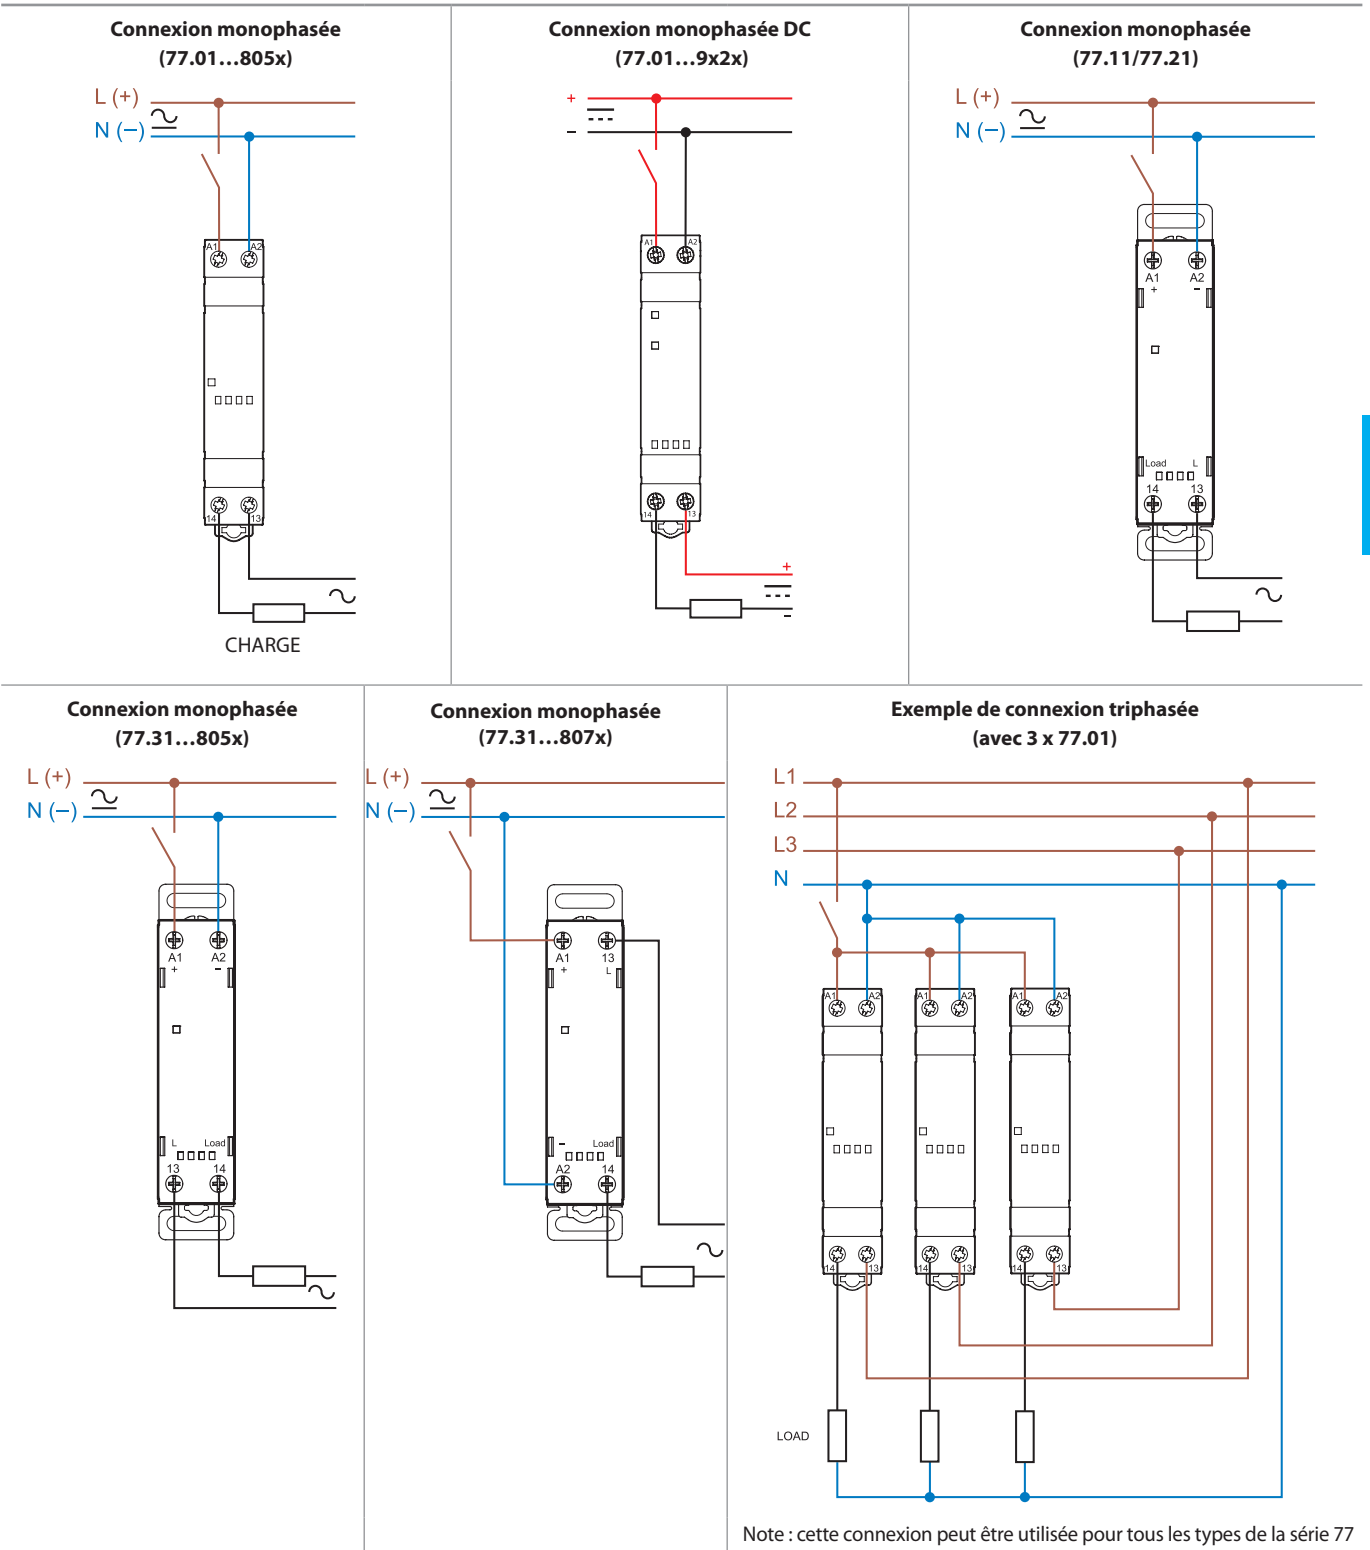 Connexion monophasée
(77.01…805x)
L (+)
N (−)
A1 A2
14 13
CHARGE
Connexion monophasée DC
(77.01…9x2x)
+
−
A1 A2
14 13
+
-
Connexion monophasée
(77.11/77.21)
L (+)
N (−)
A1 A2
+ -
Load L
14 13
Connexion monophasée
(77.31…805x)
L (+)
N (−)
A1 A2
+ -
L Load
13 14
Connexion monophasée
(77.31…807x)
L (+)
N (−)
A1 13
+ L
- Load
A2 14
Exemple de connexion triphasée
(avec 3 x 77.01)
L1
L2
L3
N
A1 A2 A1 A2 A1 A2
14 13 14 13 14 13
LOAD
Note : cette connexion peut être utilisée pour tous les types de la série 77